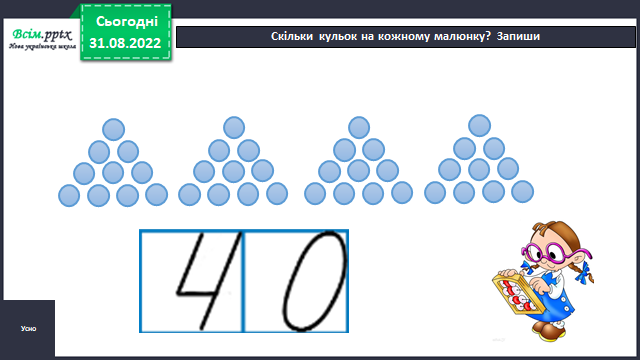 Всім.pptx
Нова українська школа
Сьогодні
31.08.2022
Скільки кульок на кожному малюнку? Запиши
40
Усно